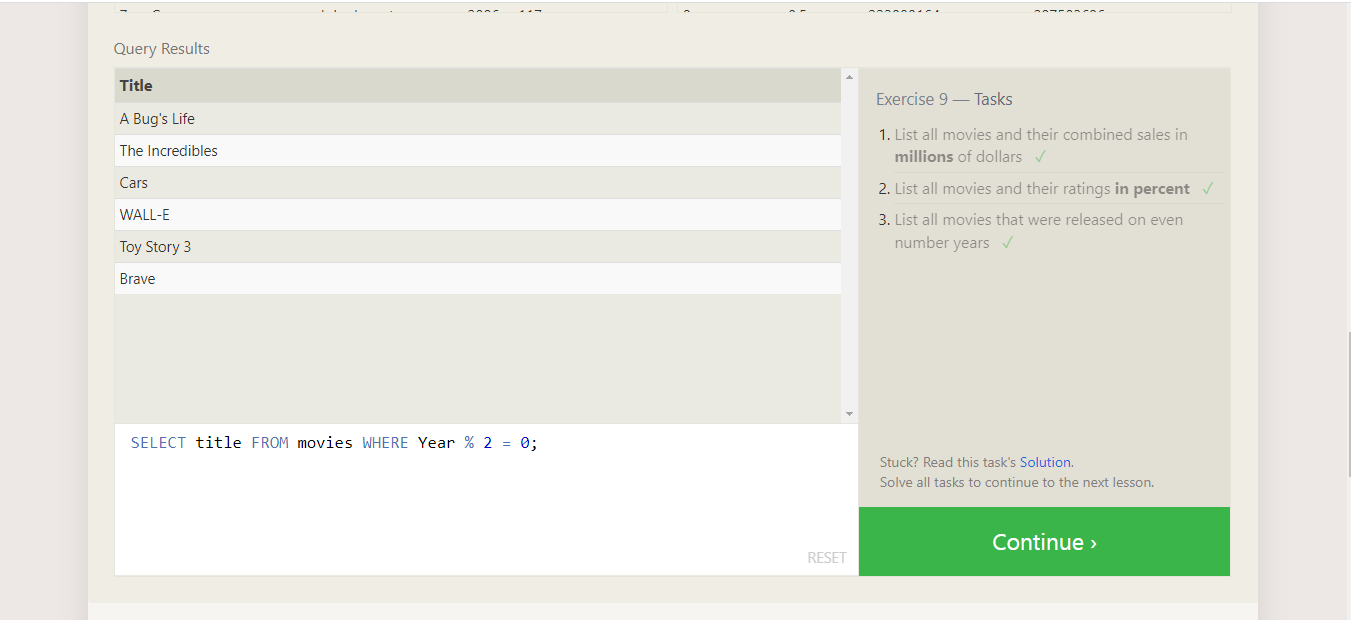 Query Results
Title
A Bug's Life
The Incredibles
Cars
WALL-E
Toy Story 3
Brave
SELECT title FROM movies WHERE Year % 2 = 0;
RESET
Exercise 9 — Tasks
1. List all movies and their combined sales in
millions of dollars ✓
2. List all movies and their ratings in percent ✓
3. List all movies that were released on even
number years ✓
Stuck? Read this task's Solution.
Solve all tasks to continue to the next lesson.
Continue ›